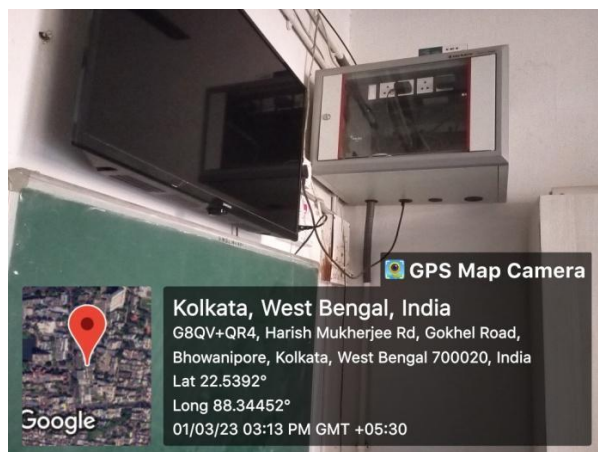 GPS Map Camera
Kolkata, West Bengal, India
G8QV+QR4, Harish Mukherjee Rd, Gokhel Road,
Bhowanipore, Kolkata, West Bengal 700020, India
Lat 22.5392°
Long 88.34452°
01/03/23 03:13 PM GMT +05:30
Google